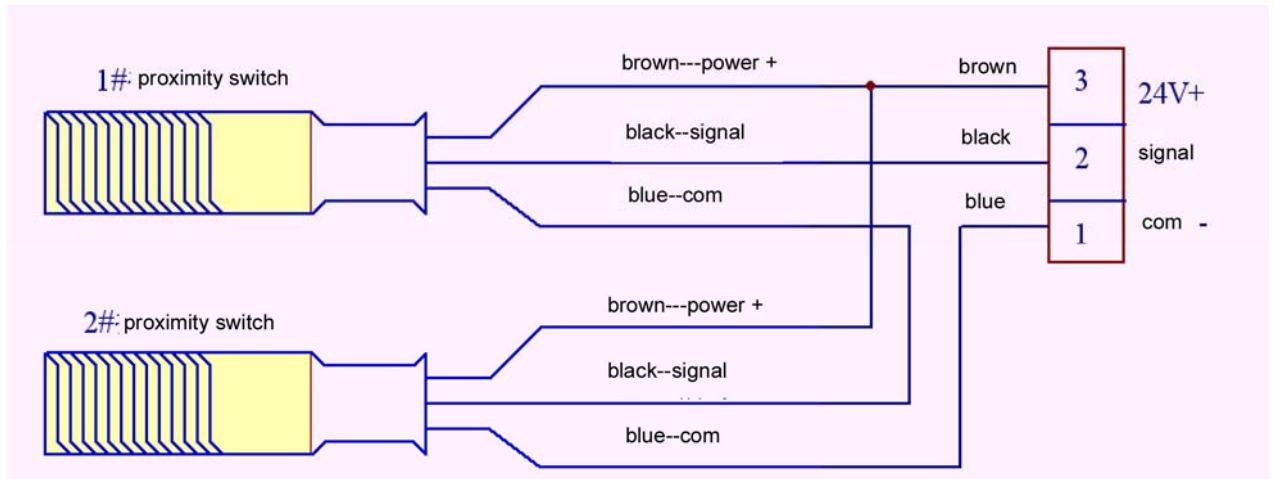 1#: proximity switch
brown---power +
brown
3
24V+
black--signal
black
2
signal
blue--com
blue
1
com -
2#: proximity switch
brown---power +
black--signal
blue--com